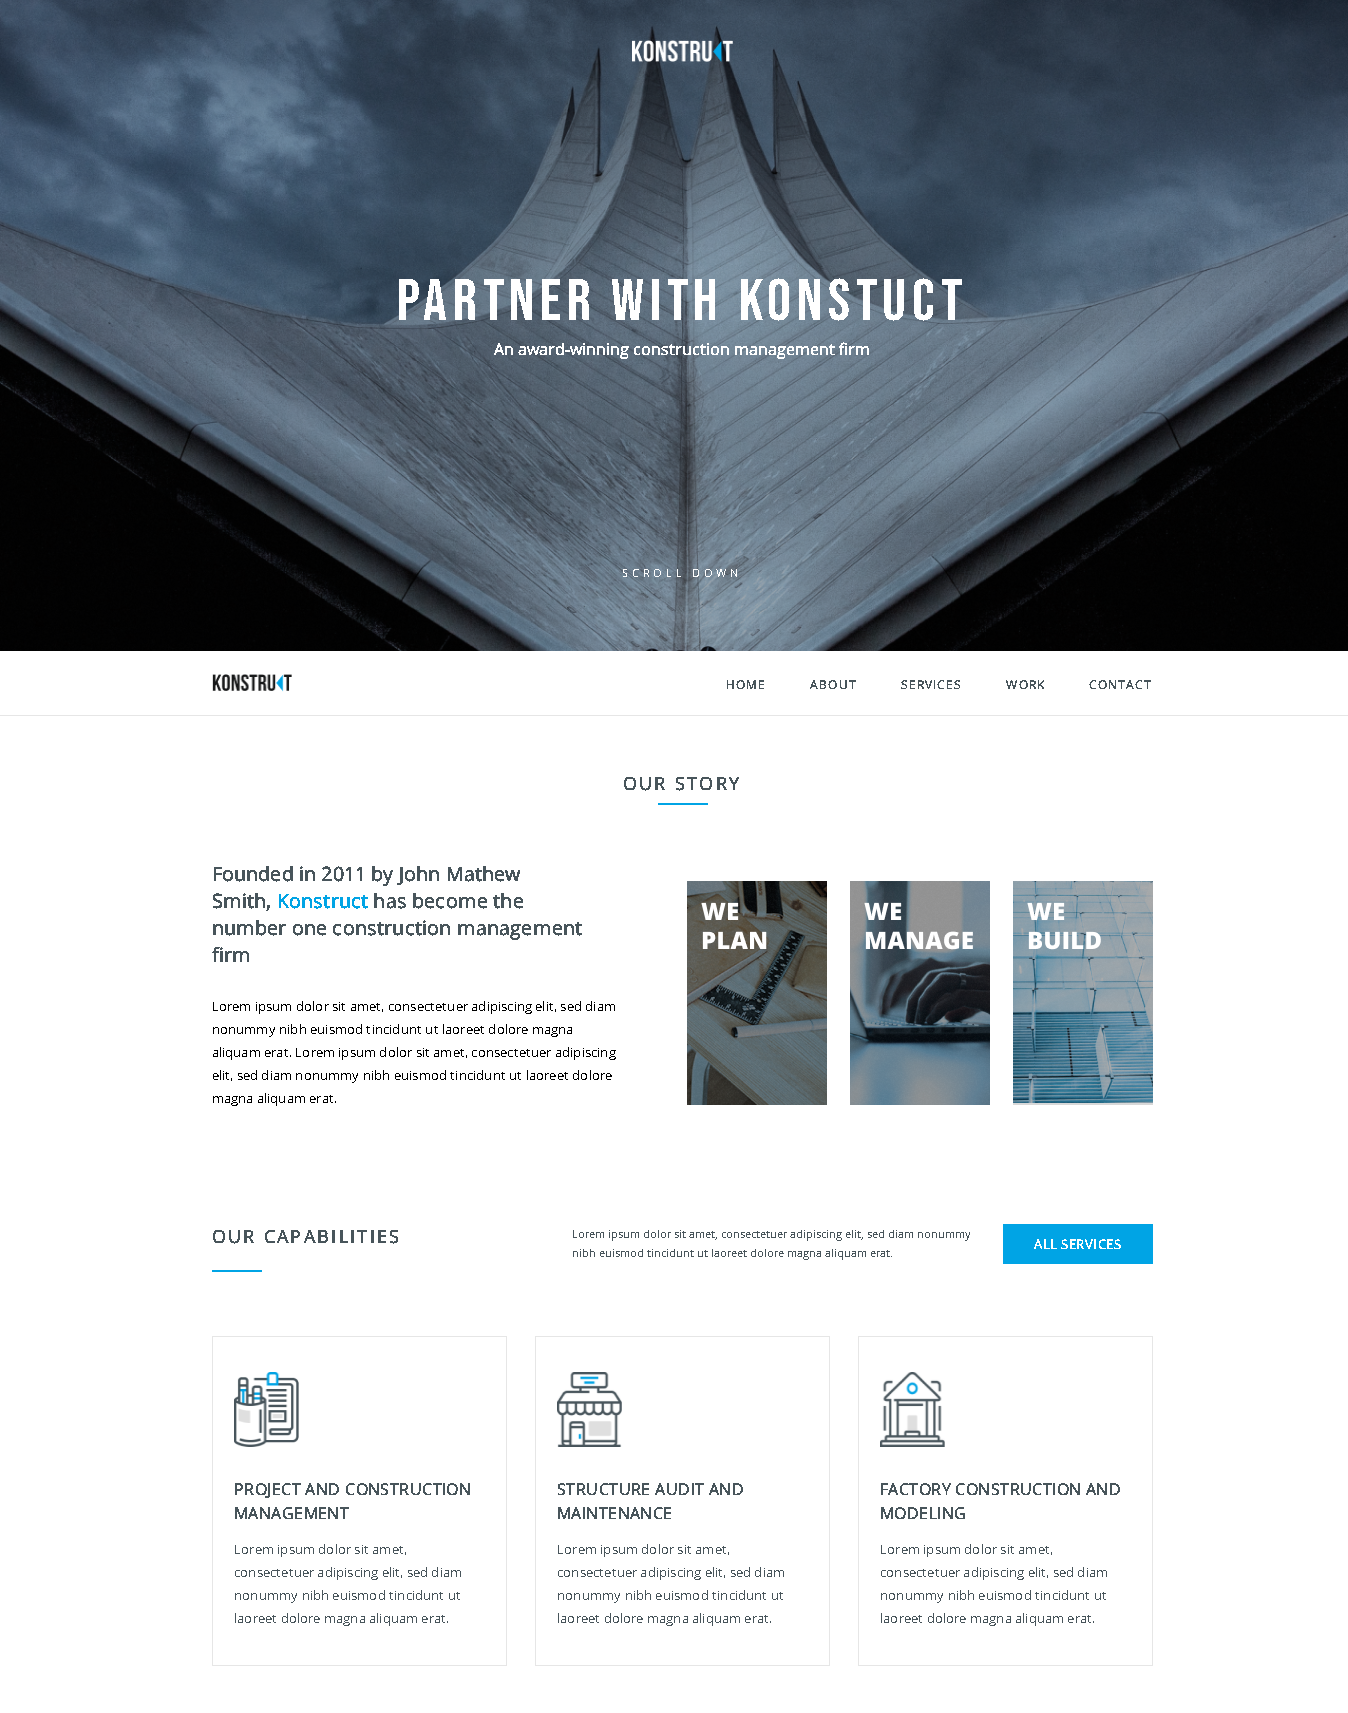 KONSTRUKT
PARTNER WITH KONSTUCT
An award-winning construction management firm
SCROLL DOWN
KONSTRUKT
HOME ABOUT SERVICES WORK CONTACT
OUR STORY
Founded in 2011 by John Mathew
Smith, Konstruct has become the
number one construction management
firm
Lorem ipsum dolor sit amet, consectetuer adipiscing elit, sed diam
nonummy nibh euismod tincidunt ut laoreet dolore magna
aliquam erat. Lorem ipsum dolor sit amet, consectetuer adipiscing
elit, sed diam nonummy nibh euismod tincidunt ut laoreet dolore
magna aliquam erat.
WE
PLAN
WE
MANAGE
WE
BUILD
OUR CAPABILITIES
Lorem ipsum dolor sit amet, consectetuer adipiscing elit, sed diam nonummy
nibh euismod tincidunt ut laoreet dolore magna aliquam erat.
ALL SERVICES
PROJECT AND CONSTRUCTION
MANAGEMENT
Lorem ipsum dolor sit amet,
consectetuer adipiscing elit, sed diam
nonummy nibh euismod tincidunt ut
laoreet dolore magna aliquam erat.
STRUCTURE AUDIT AND
MAINTENANCE
Lorem ipsum dolor sit amet,
consectetuer adipiscing elit, sed diam
nonummy nibh euismod tincidunt ut
laoreet dolore magna aliquam erat.
FACTORY CONSTRUCTION AND
MODELING
Lorem ipsum dolor sit amet,
consectetuer adipiscing elit, sed diam
nonummy nibh euismod tincidunt ut
laoreet dolore magna aliquam erat.